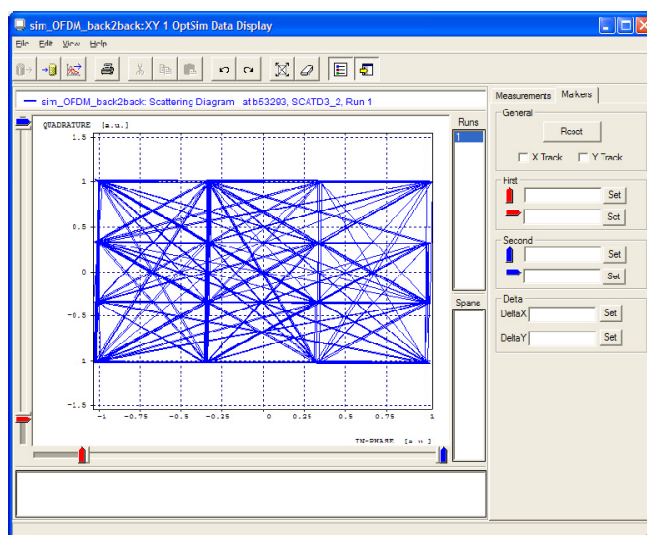 sim_OFDM_back2back:XY 1 OptSim Data Display
File Edit View Help
sim_OFDM_back2back: Scattering Diagram at b53293, SCATD3_2, Run 1
QUADRATURE [a.u.]
1.5
1
0.5
0
-0.5
1
-1.5
-1 -0.75 -0.5 -0.25 0 0.25 0.5 0.75 1
IN-PHASE [a.u.]
Runs
1
Spans
Measurements Markers
General
Reset
X Track Y Track
First
Set
Set
Second
Set
Set
Delta
DeltaX Set
DeltaY Set